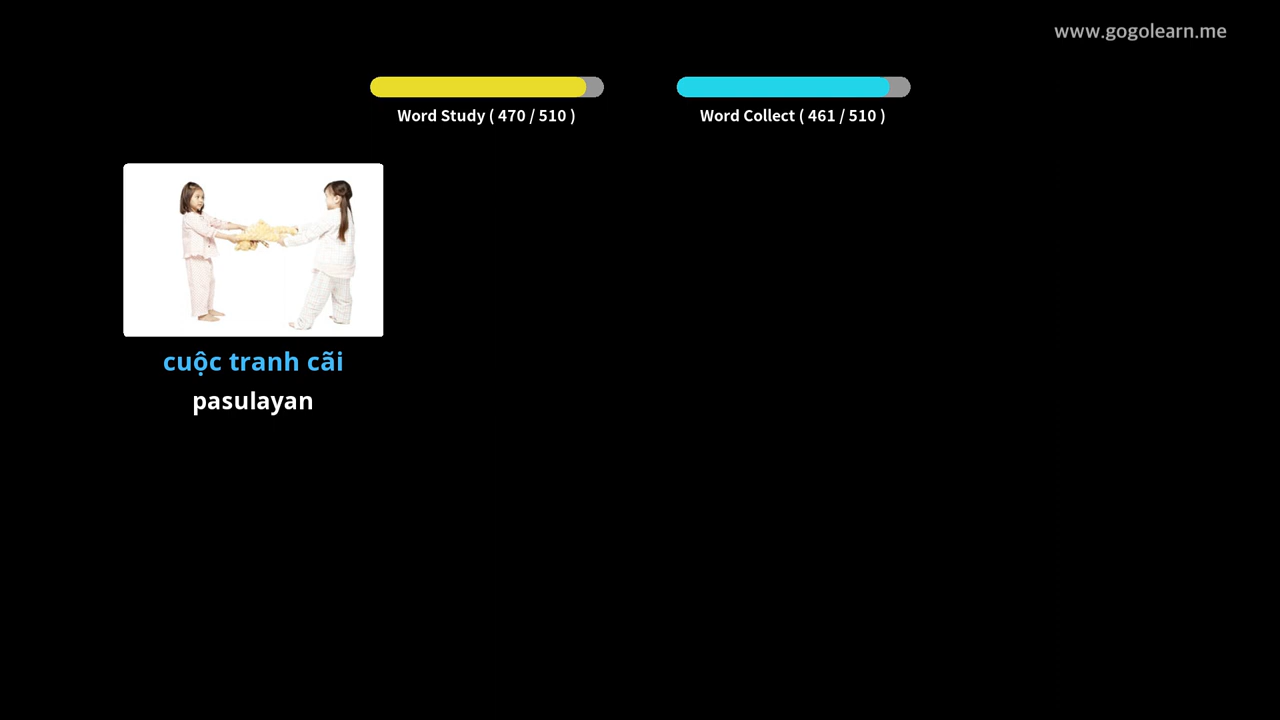 www.gogolearn.me
Word Study ( 470 / 510 )
Word Collect ( 461 / 510 )
cuộc tranh cãi
pasulayan